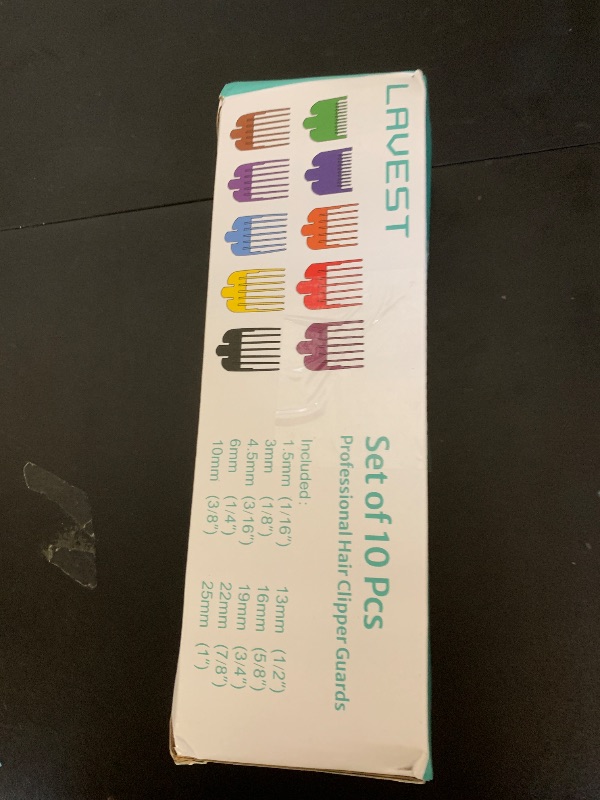 LAVEST
Set of 10 Pcs
Professional Hair Clipper Guards
Included:
1.5mm (1/16")
3mm (1/8")
4.5mm (3/16")
6mm (1/4")
10mm (3/8")
13mm (1/2")
16mm (5/8")
19mm (3/4")
22mm (7/8")
25mm (1")